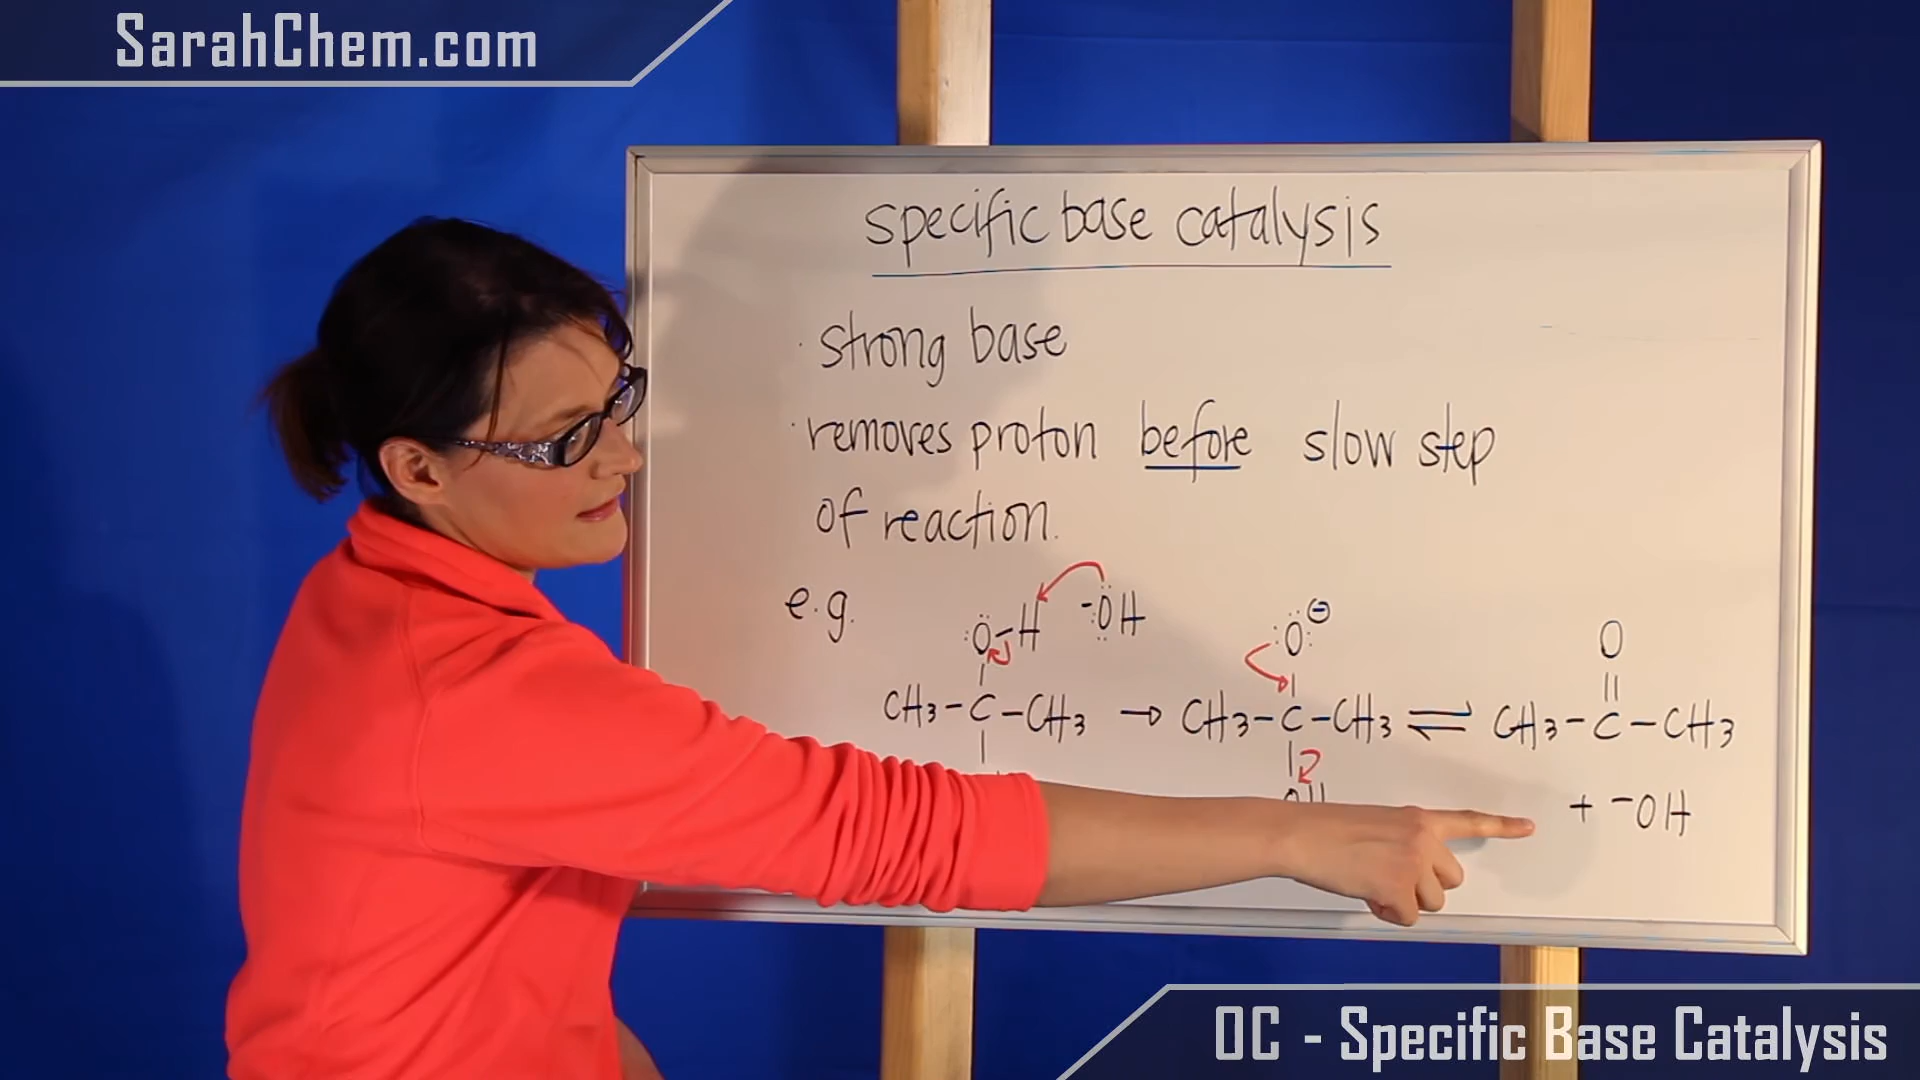 SarahChem.com
specific base catalysis
· strong base
· removes proton before slow step
of reaction.
e.g.
:Ö-H -:ÖH :Ö: ⊖ O
CH3-C-CH3 → CH3-C-CH3 ⇌ CH3-C-CH3
OH + -OH
OC - Specific Base Catalysis